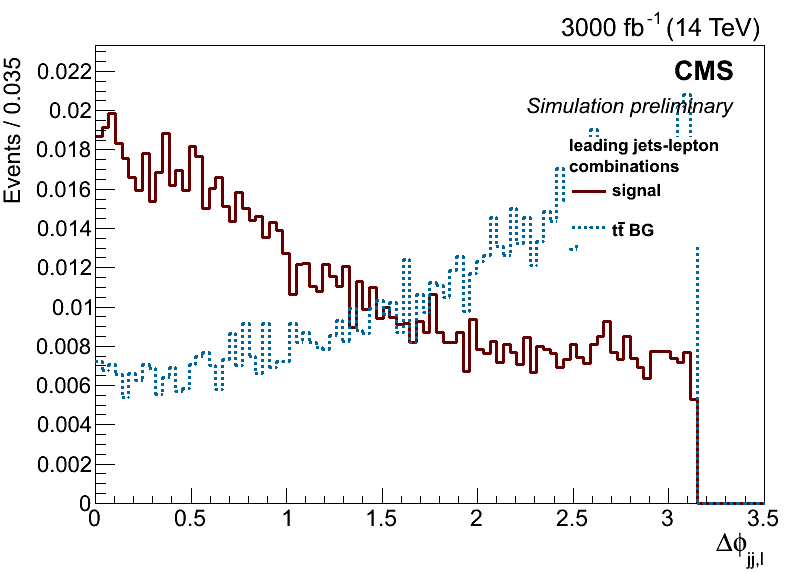 3000 fb-1 (14 TeV)
Events / 0.035
0.022
0.02
0.018
0.016
0.014
0.012
0.01
0.008
0.006
0.004
0.002
0
CMS
Simulation preliminary
leading jets-lepton
combinations
signal
tt̄ BG
0 0.5 1 1.5 2 2.5 3 3.5
Δϕjj,l